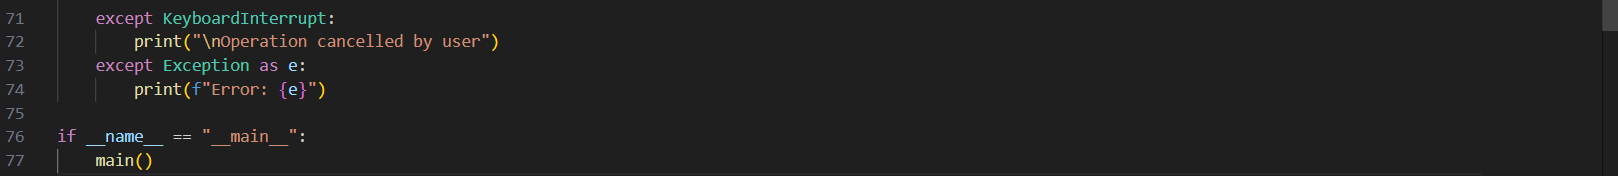 71 except KeyboardInterrupt:
72 print("\nOperation cancelled by user")
73 except Exception as e:
74 print(f"Error: {e}")
75
76 if __name__ == "__main__":
77 main()